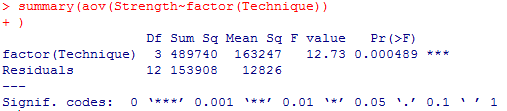 > summary(aov(Strength~factor(Technique))
+ )
Df Sum Sq Mean Sq F value Pr(>F)
factor(Technique) 3 489740 163247 12.73 0.000489 ***
Residuals 12 153908 12826
---
Signif. codes: 0 ‘***’ 0.001 ‘**’ 0.01 ‘*’ 0.05 ‘.’ 0.1 ‘ ’ 1